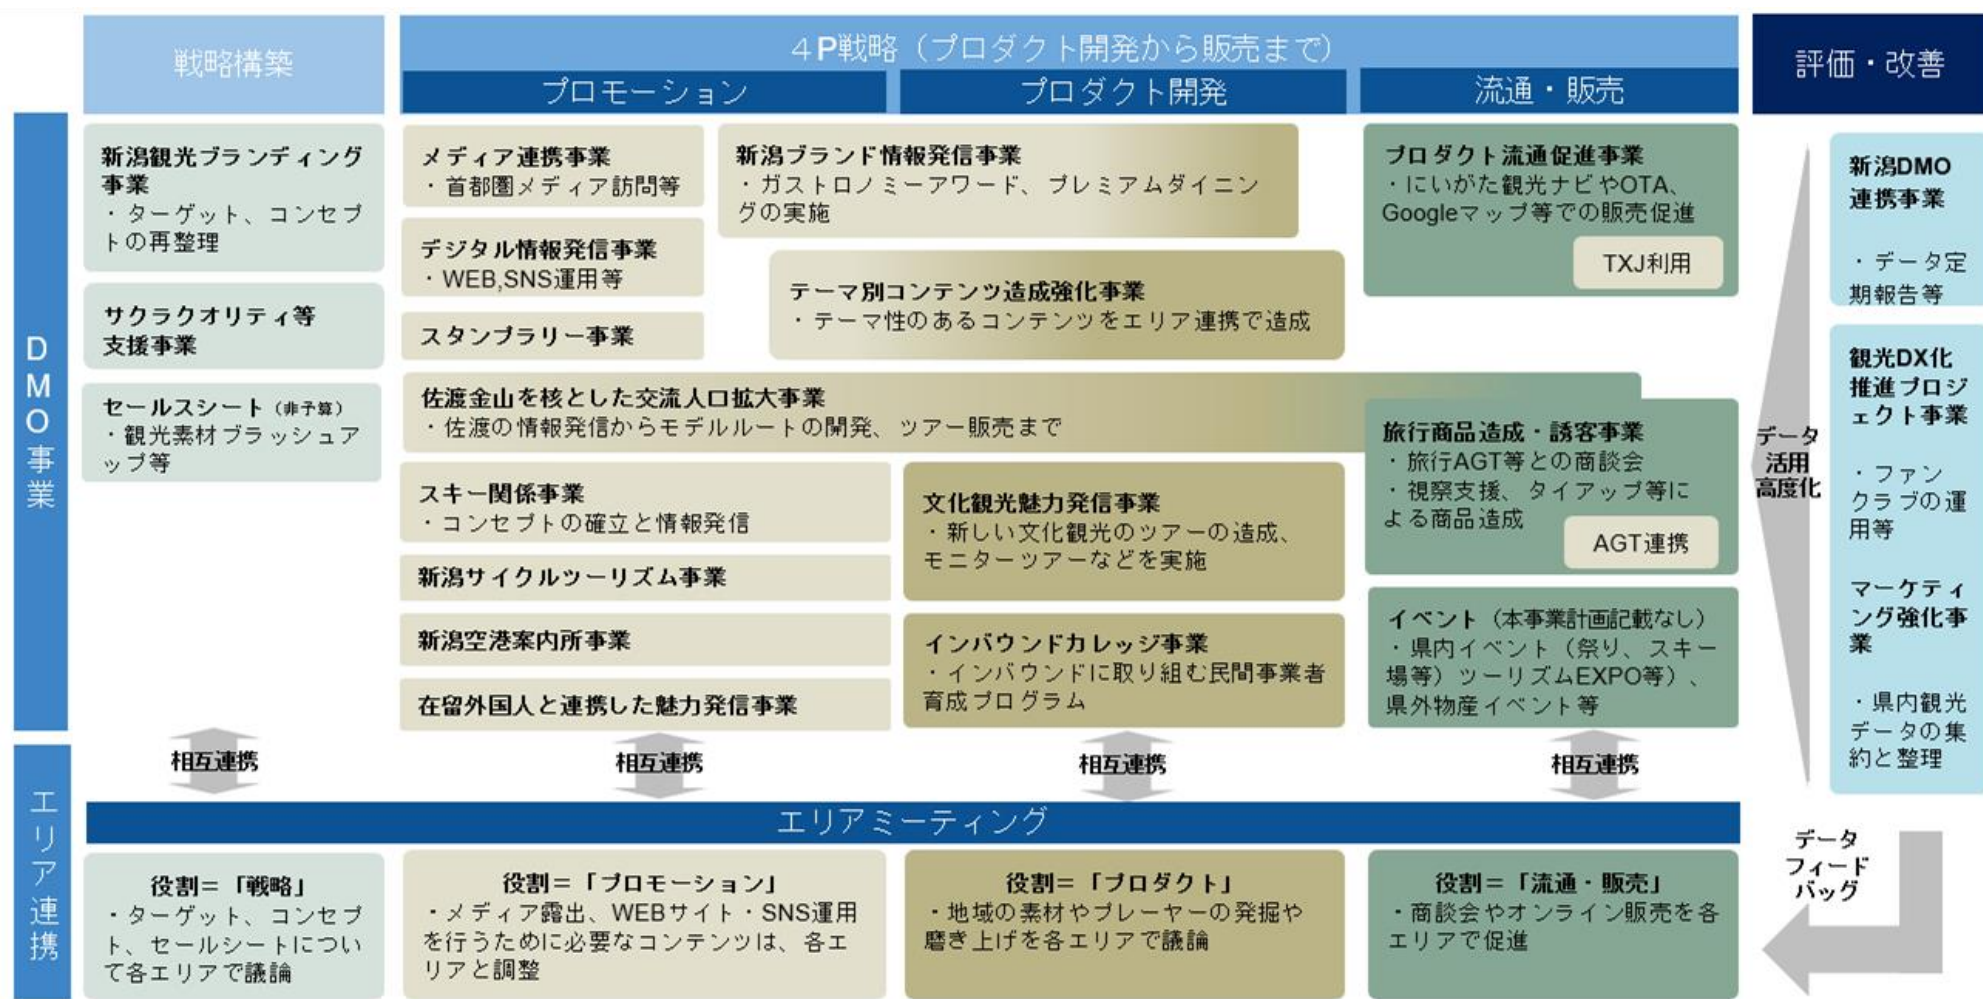 戦略構築
4P戦略（プロダクト開発から販売まで）
プロモーション
プロダクト開発
流通・販売
評価・改善
DMO事業
新潟観光ブランディング
事業
・ターゲット、コンセプ
トの再整理
サクラクオリティ等
支援事業
セールスシート（非予算）
・観光素材ブラッシュア
ップ等
メディア連携事業
・首都圏メディア訪問等
デジタル情報発信事業
・WEB,SNS運用等
スタンプラリー事業
新潟ブランド情報発信事業
・ガストロノミーアワード、プレミアムダイニン
グの実施
テーマ別コンテンツ造成強化事業
・テーマ性のあるコンテンツをエリア連携で造成
佐渡金山を核とした交流人口拡大事業
・佐渡の情報発信からモデルルートの開発、ツアー販売まで
スキー関係事業
・コンセプトの確立と情報発信
新潟サイクルツーリズム事業
新潟空港案内所事業
在留外国人と連携した魅力発信事業
文化観光魅力発信事業
・新しい文化観光のツアーの造成、
モニターツアーなどを実施
インバウンドカレッジ事業
・インバウンドに取り組む民間事業者
育成プログラム
プロダクト流通促進事業
・にいがた観光ナビやOTA、
Googleマップ等での販売促進
TXJ利用
旅行商品造成・誘客事業
・旅行AGT等との商談会
・視察支援、タイアップ等に
よる商品造成
AGT連携
イベント（本事業計画記載なし）
・県内イベント（祭り、スキー
場等）ツーリズムEXPO等）、
県外物産イベント等
データ
活用
高度化
新潟DMO
連携事業
・データ定
期報告等
観光DX化
推進プロジ
ェクト事業
・ファン
クラブの運
用等
マーケティ
ング強化事
業
・県内観光
データの集
約と整理
相互連携
相互連携
相互連携
相互連携
エリア連携
エリアミーティング
役割＝「戦略」
・ターゲット、コンセプ
ト、セールシートについ
て各エリアで議論
役割＝「プロモーション」
・メディア露出、WEBサイト・SNS運用
を行うために必要なコンテンツは、各エ
リアと調整
役割＝「プロダクト」
・地域の素材やプレーヤーの発掘や
磨き上げを各エリアで議論
役割＝「流通・販売」
・商談会やオンライン販売を各
エリアで促進
データ
フィード
バッグ